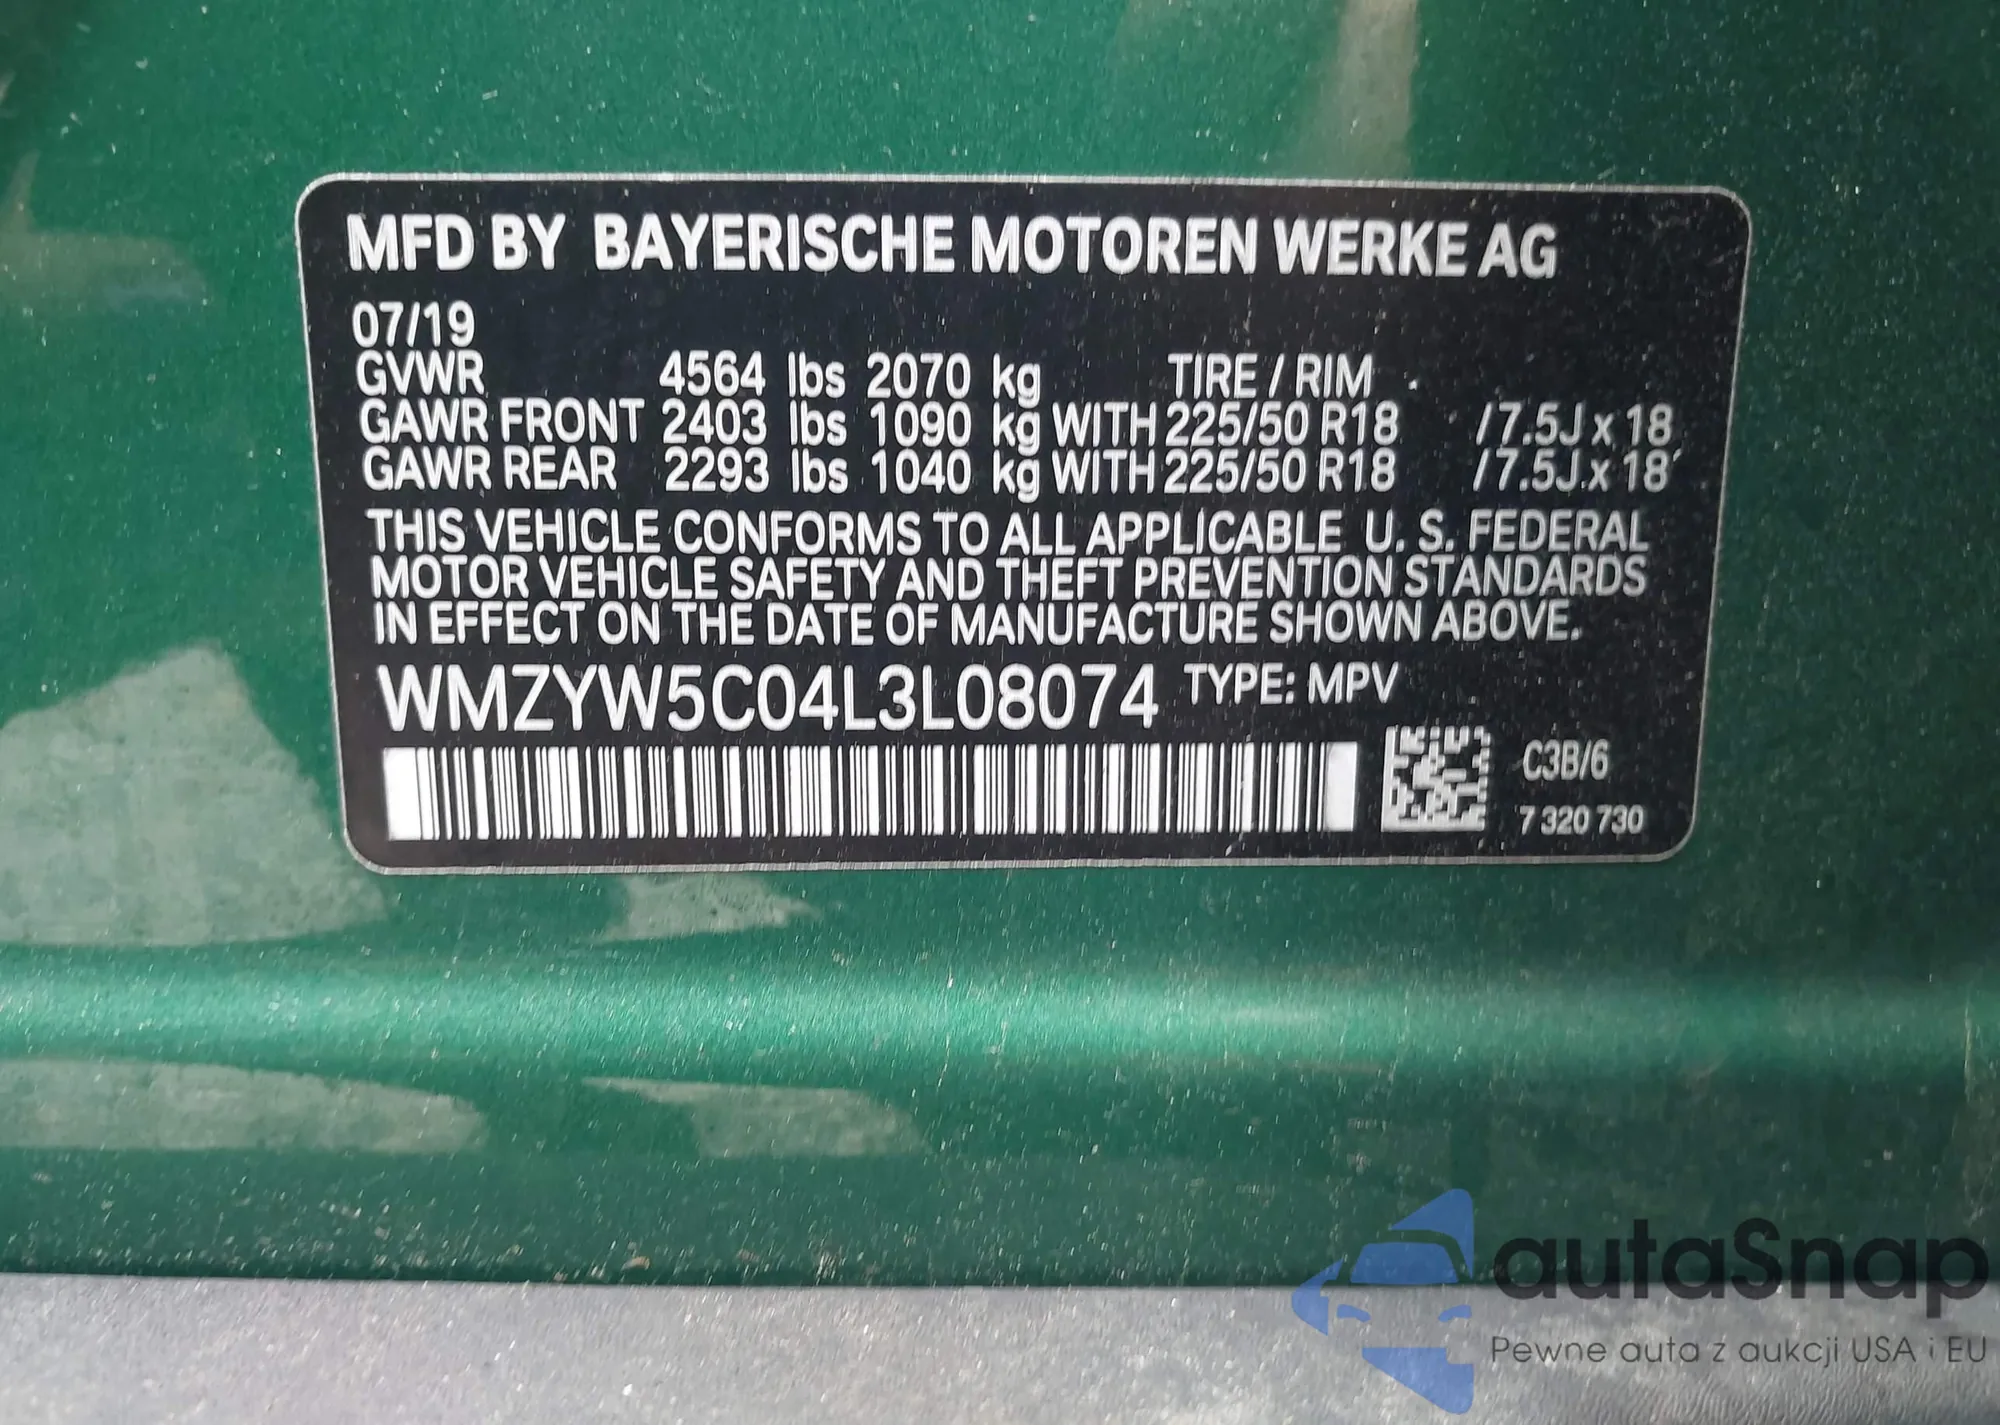 MFD BY BAYERISCHE MOTOREN WERKE AG
07/19
GVWR 4564 lbs 2070 kg TIRE / RIM
GAWR FRONT 2403 lbs 1090 kg WITH 225/50 R18 /7.5J x 18
GAWR REAR 2293 lbs 1040 kg WITH 225/50 R18 /7.5J x 18
THIS VEHICLE CONFORMS TO ALL APPLICABLE U. S. FEDERAL
MOTOR VEHICLE SAFETY AND THEFT PREVENTION STANDARDS
IN EFFECT ON THE DATE OF MANUFACTURE SHOWN ABOVE.
WMZYW5C04L3L08074 TYPE: MPV
C3B/6
7 320 730
autaSnap
Pewne auta z aukcji USA i EU